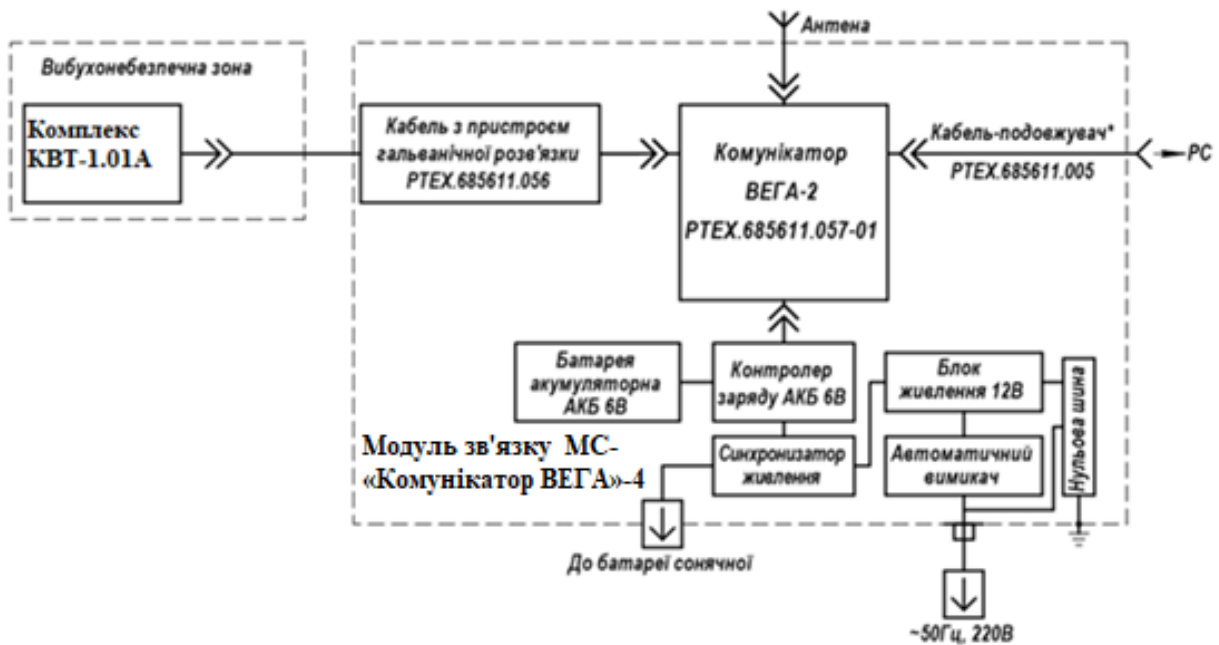 Антена
Вибухонебезпечна зона
Комплекс
КВТ-1.01А
Кабель з пристроєм
гальванічної розв'язки
РТЕХ.685611.056
Комунікатор
ВЕГА-2
РТЕХ.685611.057-01
Кабель-подовжувач*
РТЕХ.685611.005
РС
Батарея
акумуляторна
АКБ 6В
Контролер
заряду АКБ 6В
Блок
живлення 12В
Нульова шина
Модуль зв'язку МС-
«Комунікатор ВЕГА»-4
Синхронизатор
живлення
Автоматичний
вимикач
До батареї сонячної
~50Гц, 220В